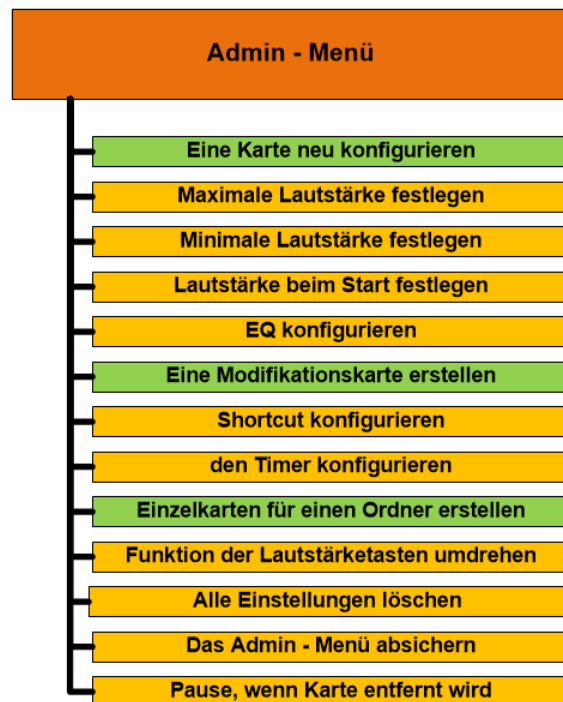 Admin - Menü
Eine Karte neu konfigurieren
Maximale Lautstärke festlegen
Minimale Lautstärke festlegen
Lautstärke beim Start festlegen
EQ konfigurieren
Eine Modifikationskarte erstellen
Shortcut konfigurieren
den Timer konfigurieren
Einzelkarten für einen Ordner erstellen
Funktion der Lautstärketasten umdrehen
Alle Einstellungen löschen
Das Admin - Menü absichern
Pause, wenn Karte entfernt wird